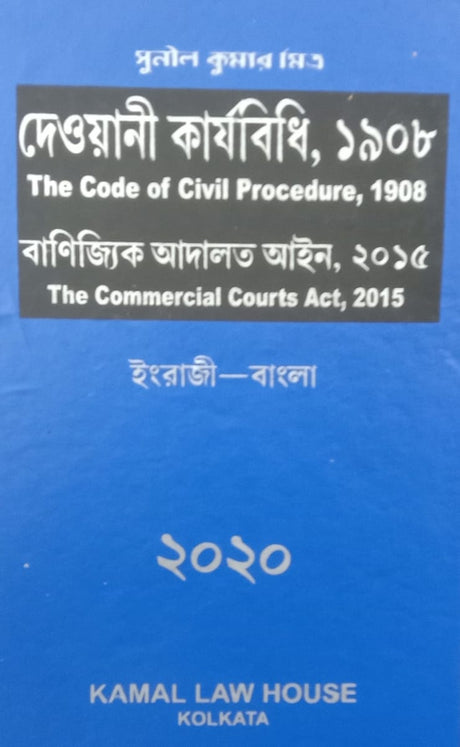 সুনীল কুমার মিত্র
দেওয়ানী কার্যবিধি, ১৯০৮
The Code of Civil Procedure, 1908
বাণিজ্যিক আদালত আইন, ২০১৫
The Commercial Courts Act, 2015
ইংরাজী—বাংলা
২০২০
KAMAL LAW HOUSE
KOLKATA